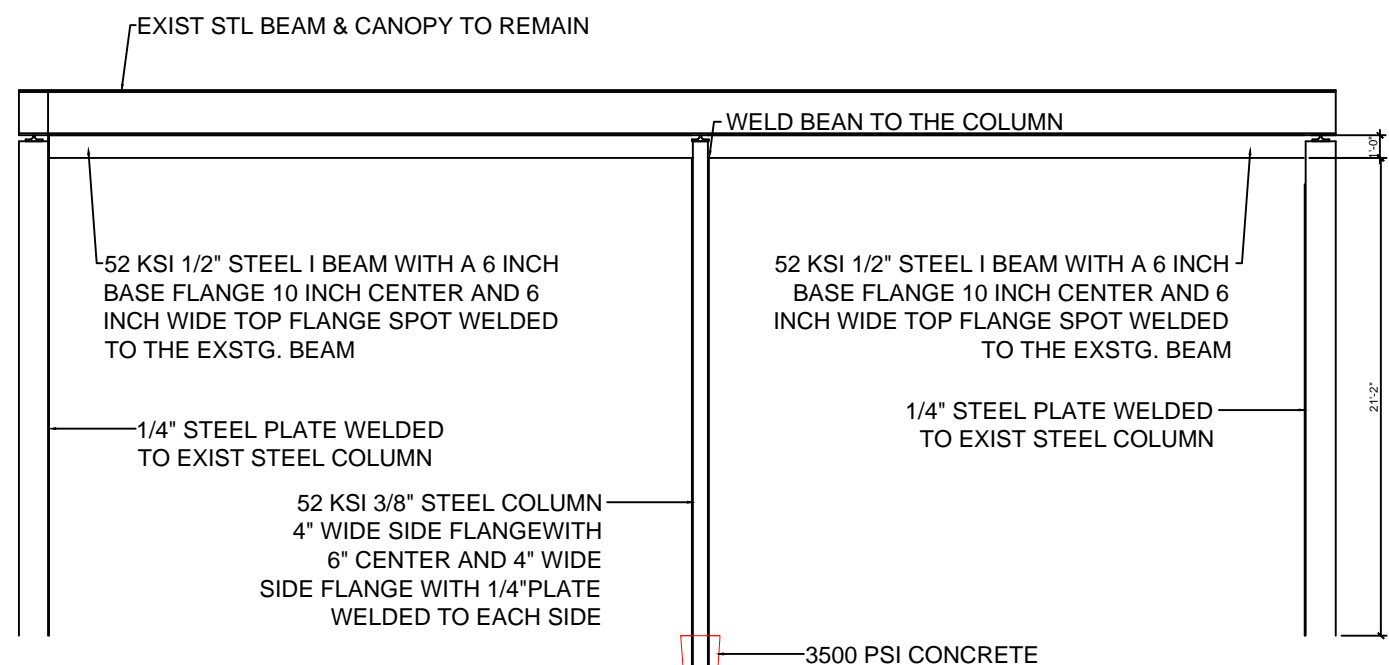 EXIST STL BEAM & CANOPY TO REMAIN
WELD BEAN TO THE COLUMN
1'-0"
52 KSI 1/2" STEEL I BEAM WITH A 6 INCH
BASE FLANGE 10 INCH CENTER AND 6
INCH WIDE TOP FLANGE SPOT WELDED
TO THE EXSTG. BEAM
52 KSI 1/2" STEEL I BEAM WITH A 6 INCH
BASE FLANGE 10 INCH CENTER AND 6
INCH WIDE TOP FLANGE SPOT WELDED
TO THE EXSTG. BEAM
21'-2"
1/4" STEEL PLATE WELDED
TO EXIST STEEL COLUMN
1/4" STEEL PLATE WELDED
TO EXIST STEEL COLUMN
52 KSI 3/8" STEEL COLUMN
4" WIDE SIDE FLANGEWITH
6" CENTER AND 4" WIDE
SIDE FLANGE WITH 1/4"PLATE
WELDED TO EACH SIDE
3500 PSI CONCRETE